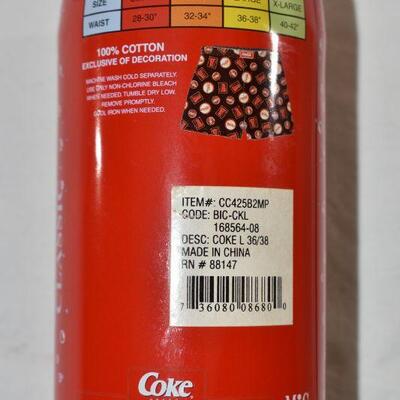 SIZE X-LARGE
WAIST 28-30" 32-34" 36-38" 40-42"
100% COTTON
EXCLUSIVE OF DECORATION
MACHINE WASH COLD SEPARATELY.
USE ONLY NON-CHLORINE BLEACH
WHERE NEEDED. TUMBLE DRY LOW.
REMOVE PROMPTLY.
COOL IRON WHEN NEEDED.
ITEM#: CC425B2MP
CODE: BIC-CKL
168564-08
DESC: COKE L 36/38
MADE IN CHINA
RN # 88147
7 36080 08680 0
Coke